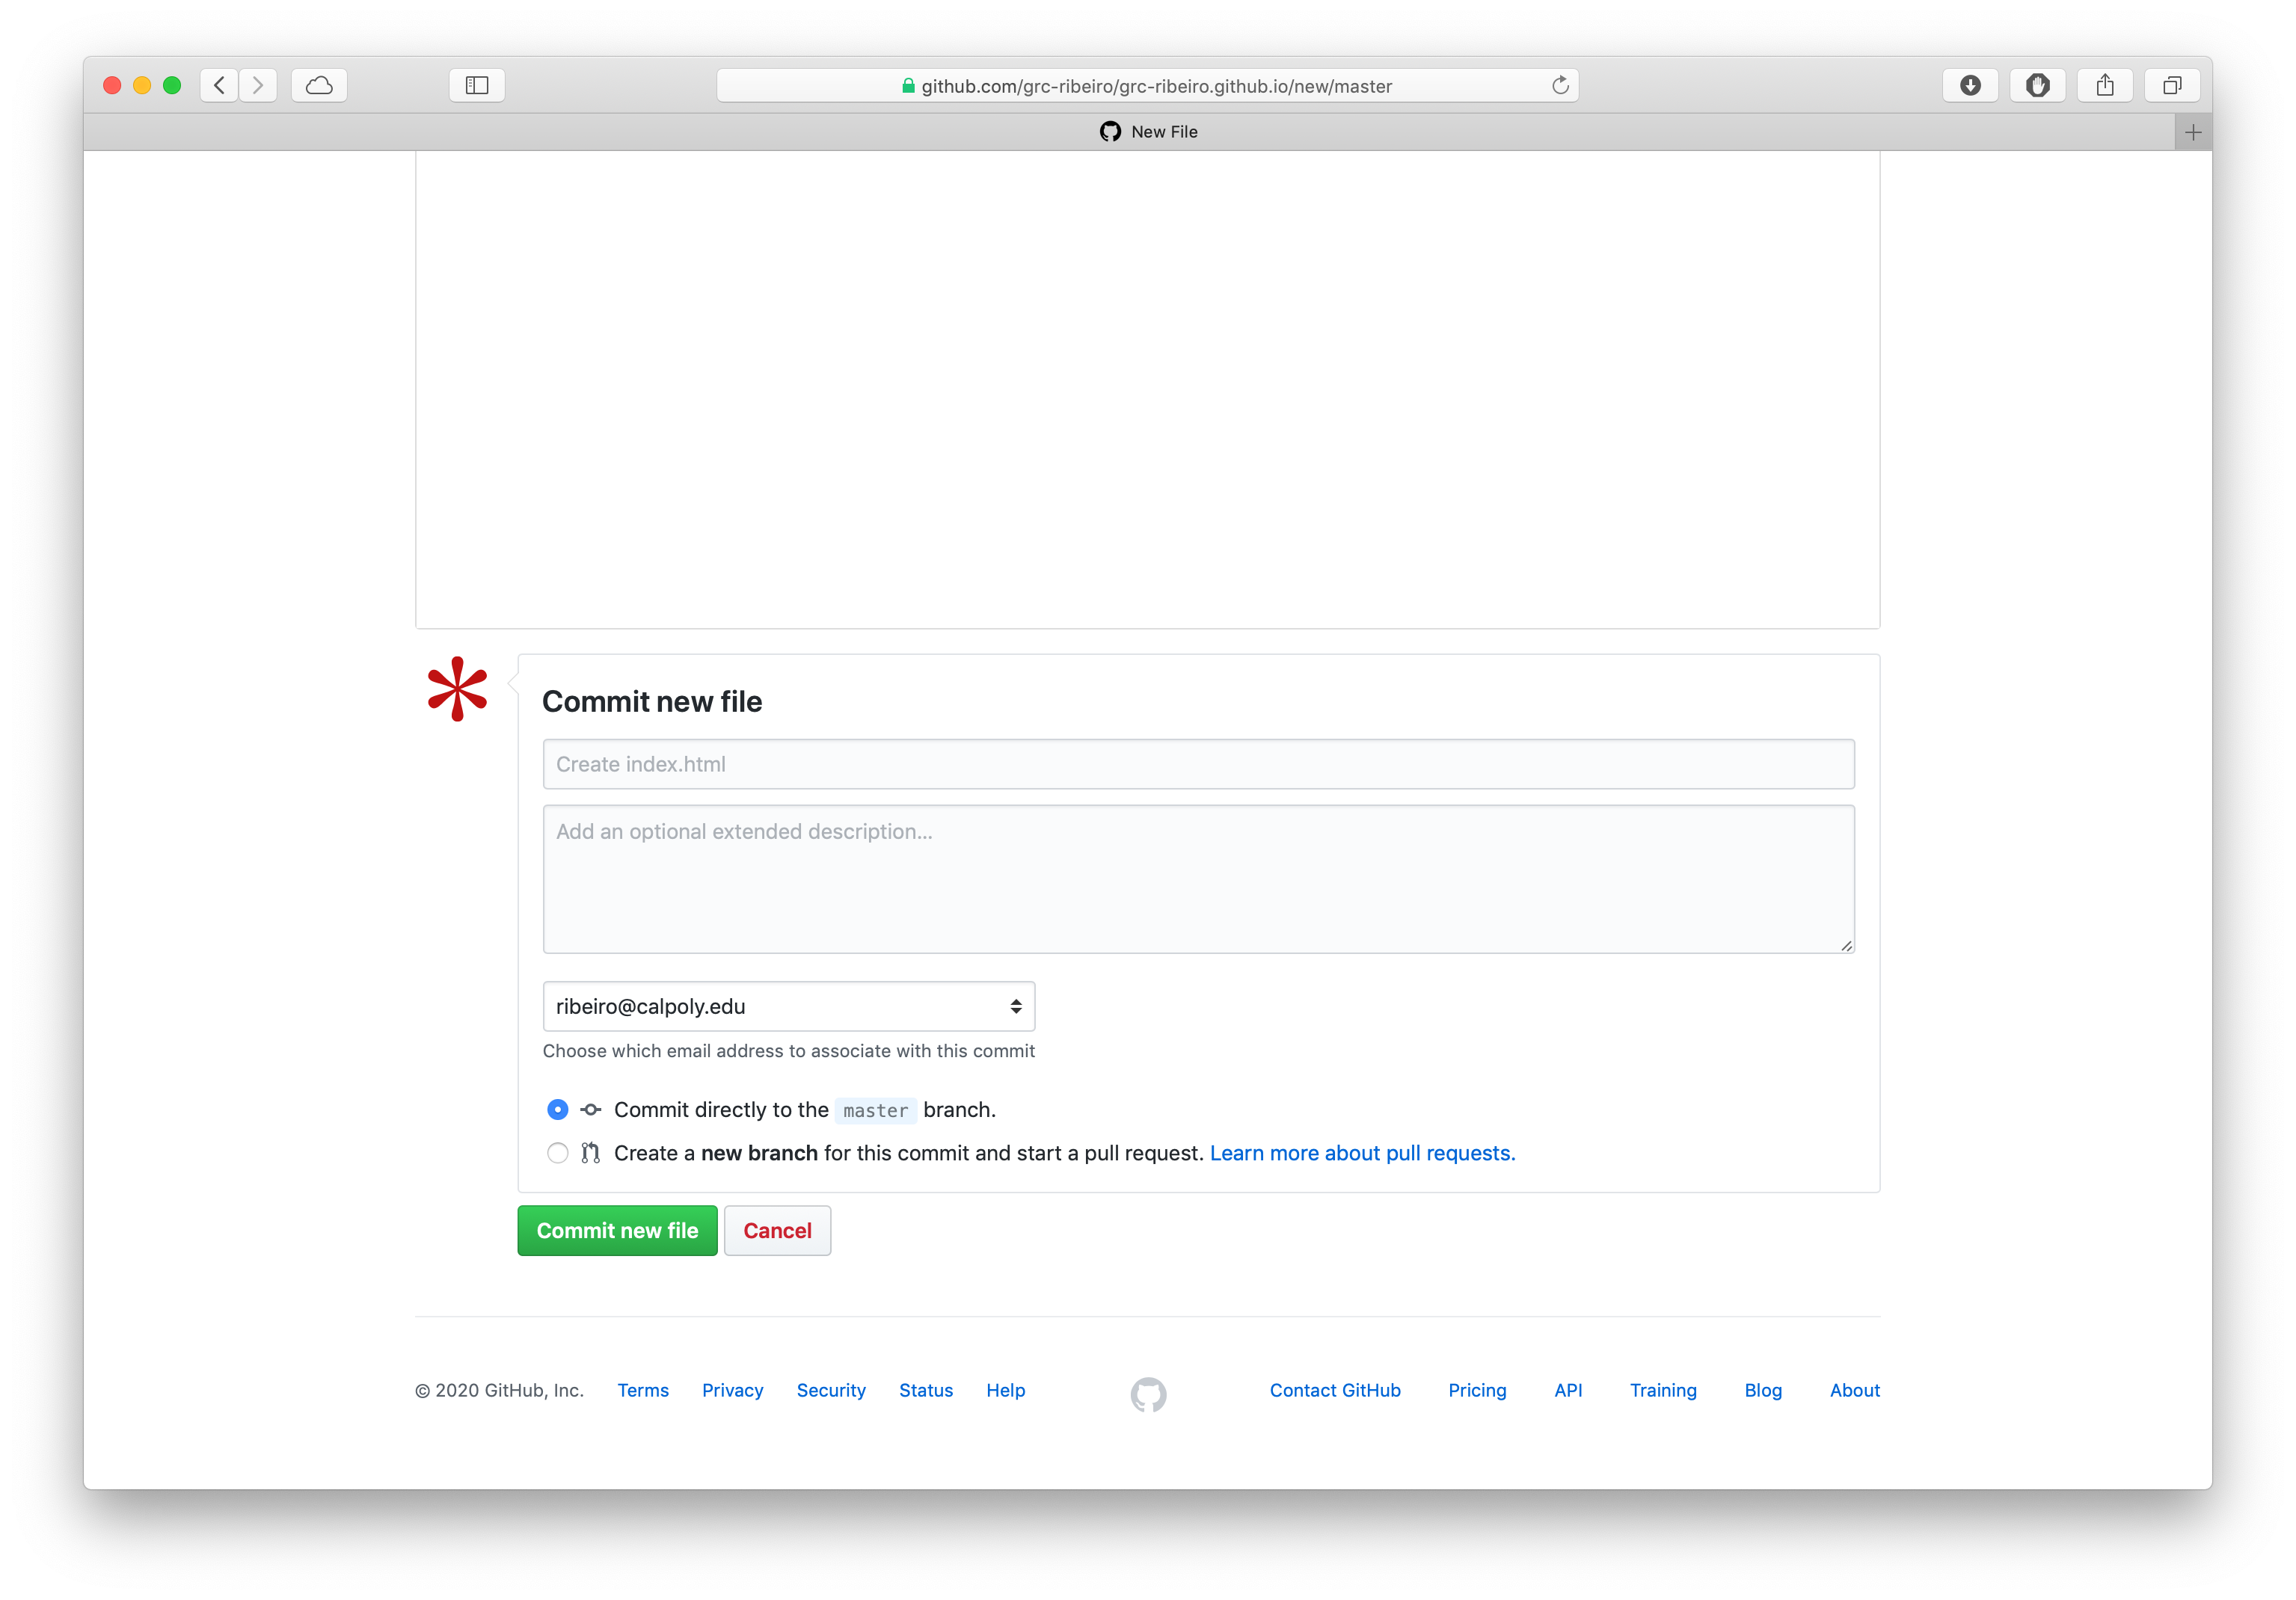 github.com/grc-ribeiro/grc-ribeiro.github.io/new/master
New File
Commit new file
Create index.html
Add an optional extended description...
ribeiro@calpoly.edu
Choose which email address to associate with this commit
Commit directly to the master branch.
Create a new branch for this commit and start a pull request. Learn more about pull requests.
Commit new file Cancel
© 2020 GitHub, Inc. Terms Privacy Security Status Help Contact GitHub Pricing API Training Blog About